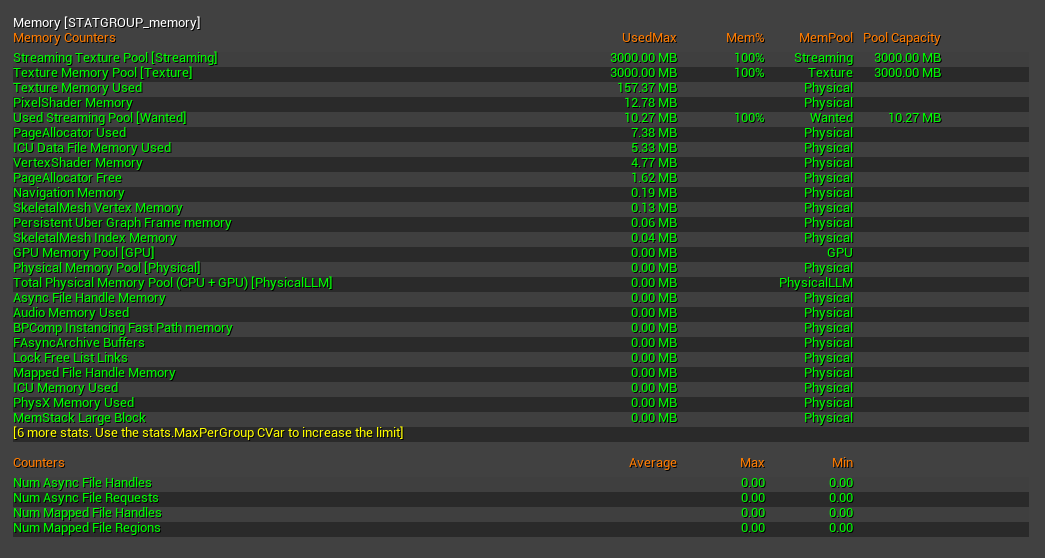 Memory [STATGROUP_memory]
Memory Counters UsedMax Mem% MemPool Pool Capacity
Streaming Texture Pool [Streaming] 3000.00 MB 100% Streaming 3000.00 MB
Texture Memory Pool [Texture] 3000.00 MB 100% Texture 3000.00 MB
Texture Memory Used 157.37 MB Physical
PixelShader Memory 12.78 MB Physical
Used Streaming Pool [Wanted] 10.27 MB 100% Wanted 10.27 MB
PageAllocator Used 7.38 MB Physical
ICU Data File Memory Used 5.33 MB Physical
VertexShader Memory 4.77 MB Physical
PageAllocator Free 1.62 MB Physical
Navigation Memory 0.19 MB Physical
SkeletalMesh Vertex Memory 0.13 MB Physical
Persistent Uber Graph Frame memory 0.06 MB Physical
SkeletalMesh Index Memory 0.04 MB Physical
GPU Memory Pool [GPU] 0.00 MB GPU
Physical Memory Pool [Physical] 0.00 MB Physical
Total Physical Memory Pool (CPU + GPU) [PhysicalLLM] 0.00 MB PhysicalLLM
Async File Handle Memory 0.00 MB Physical
Audio Memory Used 0.00 MB Physical
BPComp Instancing Fast Path memory 0.00 MB Physical
FAsyncArchive Buffers 0.00 MB Physical
Lock Free List Links 0.00 MB Physical
Mapped File Handle Memory 0.00 MB Physical
ICU Memory Used 0.00 MB Physical
PhysX Memory Used 0.00 MB Physical
MemStack Large Block 0.00 MB Physical
[6 more stats. Use the stats.MaxPerGroup CVar to increase the limit]
Counters Average Max Min
Num Async File Handles 0.00 0.00
Num Async File Requests 0.00 0.00
Num Mapped File Handles 0.00 0.00
Num Mapped File Regions 0.00 0.00